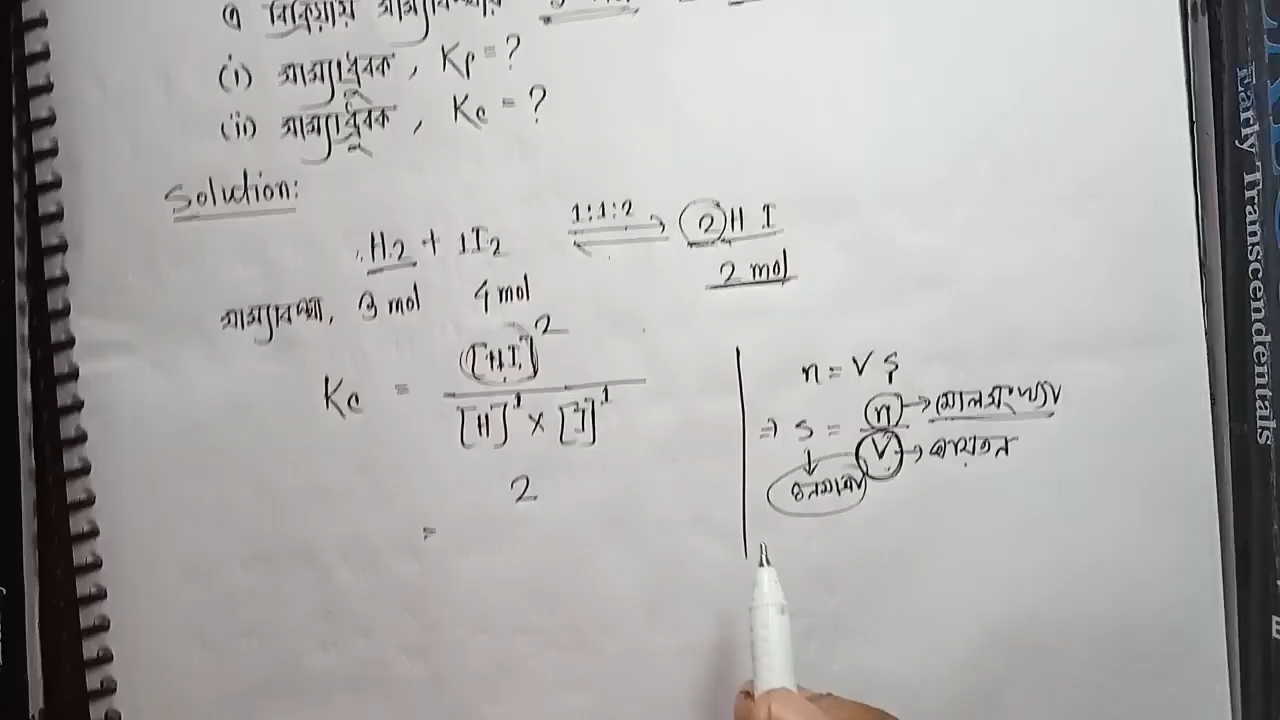 ও বিক্রিয়ায় সাম্যাবস্থায়
(i) সাম্যধ্রুবক, Kp = ?
(ii) সাম্যধ্রুবক, Kc = ?
Solution:
H2 + 1I2 1:1:2 ⇌ 2HI
সাম্যাবস্থা, 3 mol 4 mol 2 mol
Kc = ([HI])^2 / [H]^1 × [I]^1
= 2
n = VS
⇒ S = n / V
n → মোলসংখ্যা
V → আয়তন
S ↓ ঘনমাত্রা
Early Transcendentals